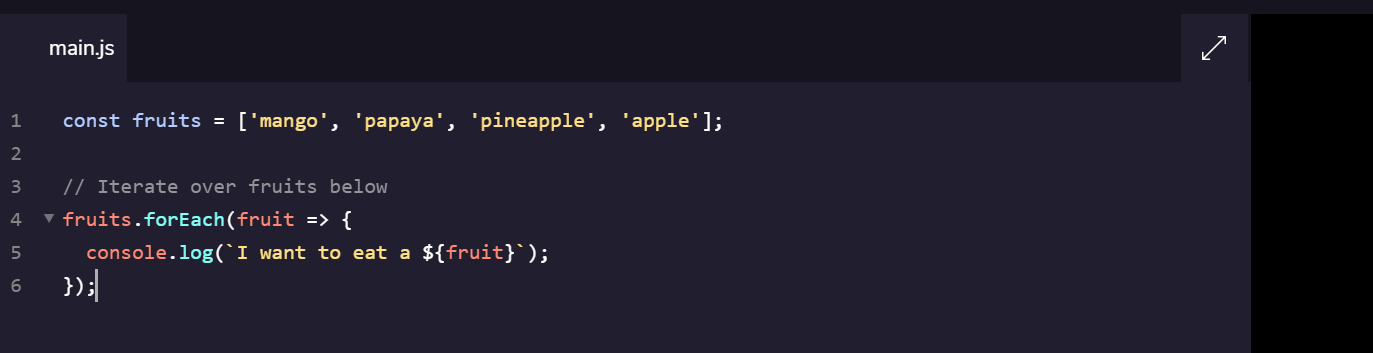 main.js
1 const fruits = ['mango', 'papaya', 'pineapple', 'apple'];
2
3 // Iterate over fruits below
4 fruits.forEach(fruit => {
5   console.log(`I want to eat a ${fruit}`);
6 });